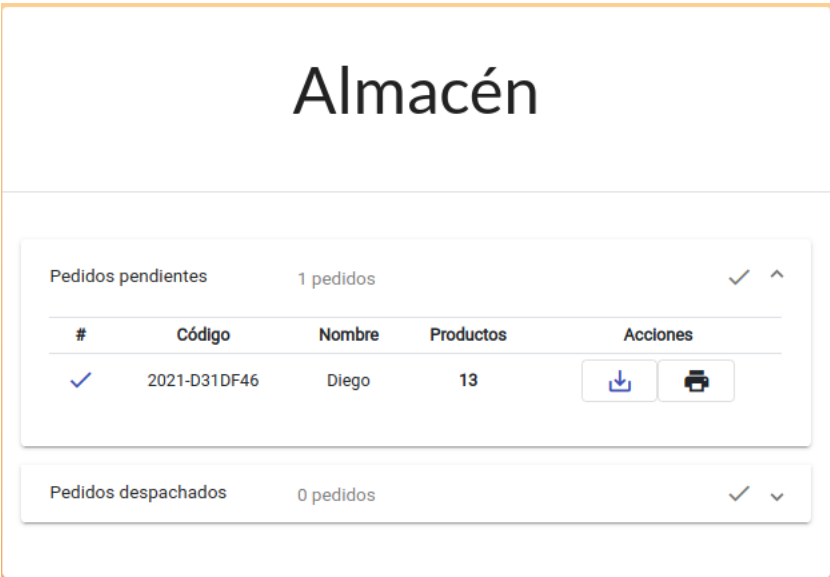 Almacén
Pedidos pendientes 1 pedidos
# Código Nombre Productos Acciones
2021-D31DF46 Diego 13
Pedidos despachados 0 pedidos